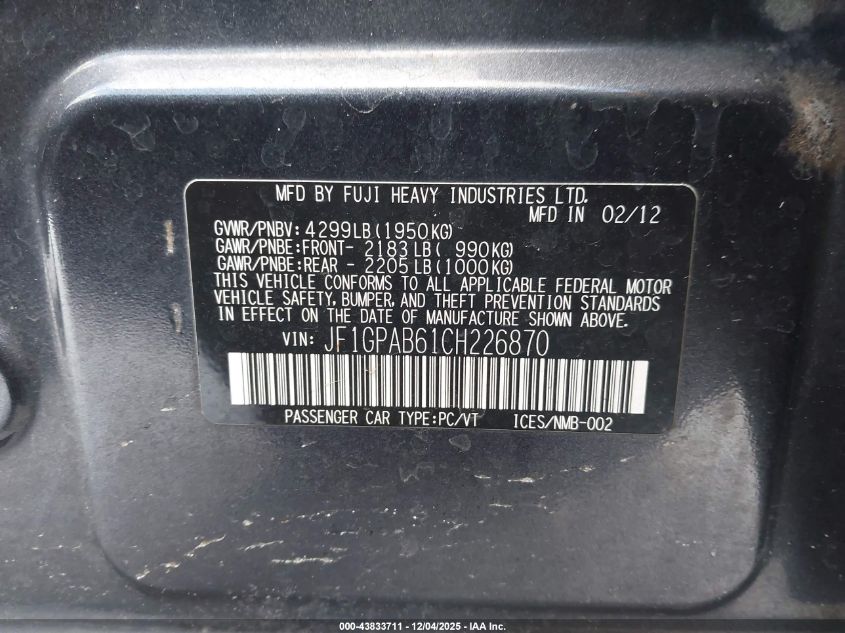 MFD BY FUJI HEAVY INDUSTRIES LTD.
MFD IN 02/12
GVWR/PNBV: 4299LB(1950KG)
GAWR/PNBE:FRONT- 2183LB( 990KG)
GAWR/PNBE:REAR - 2205LB(1000KG)
THIS VEHICLE CONFORMS TO ALL APPLICABLE FEDERAL MOTOR
VEHICLE SAFETY, BUMPER, AND THEFT PREVENTION STANDARDS
IN EFFECT ON THE DATE OF MANUFACTURE SHOWN ABOVE.
VIN: JF1GPAB61CH226870
PASSENGER CAR TYPE:PC/VT ICES/NMB-002
000-43833711 - 12/04/2025 - IAA Inc.